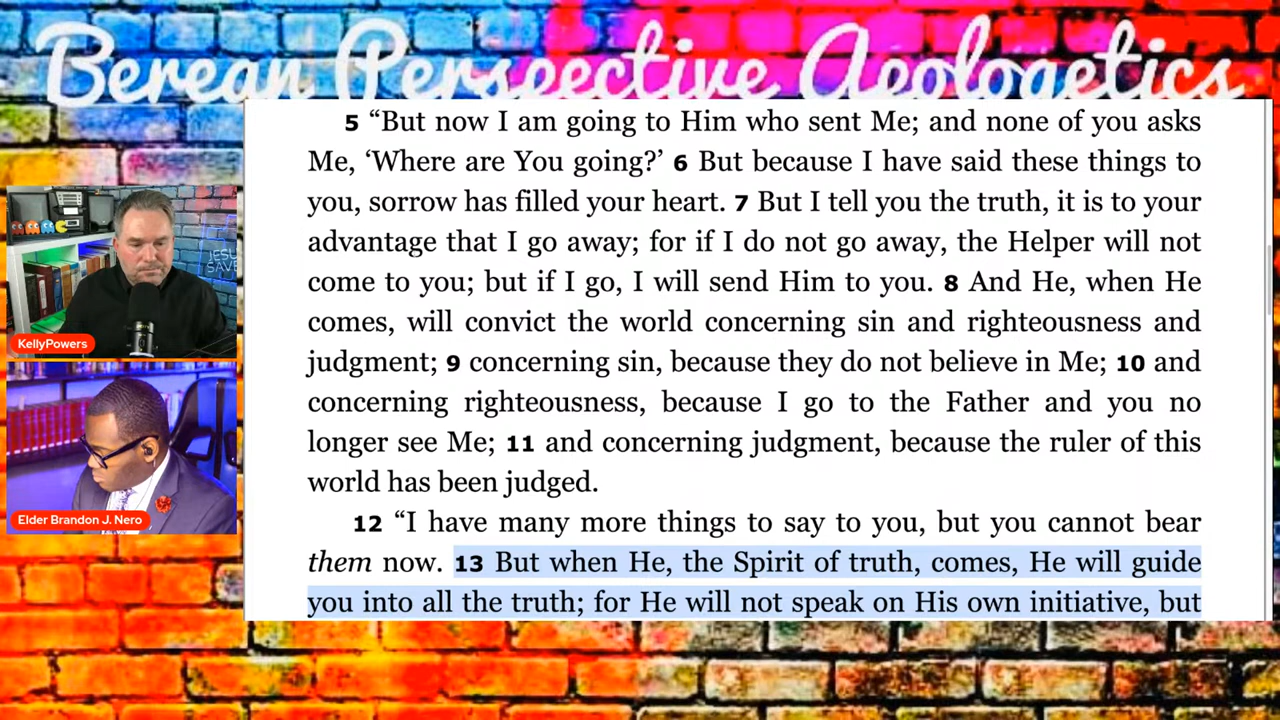 Berean Perspective Apologetics
5 “But now I am going to Him who sent Me; and none of you asks
Me, ‘Where are You going?’ 6 But because I have said these things to
you, sorrow has filled your heart. 7 But I tell you the truth, it is to your
advantage that I go away; for if I do not go away, the Helper will not
come to you; but if I go, I will send Him to you. 8 And He, when He
comes, will convict the world concerning sin and righteousness and
judgment; 9 concerning sin, because they do not believe in Me; 10 and
concerning righteousness, because I go to the Father and you no
longer see Me; 11 and concerning judgment, because the ruler of this
world has been judged.
12 “I have many more things to say to you, but you cannot bear
them now. 13 But when He, the Spirit of truth, comes, He will guide
you into all the truth; for He will not speak on His own initiative, but
JESUS
SAVES
KellyPowers
Elder Brandon J. Nero